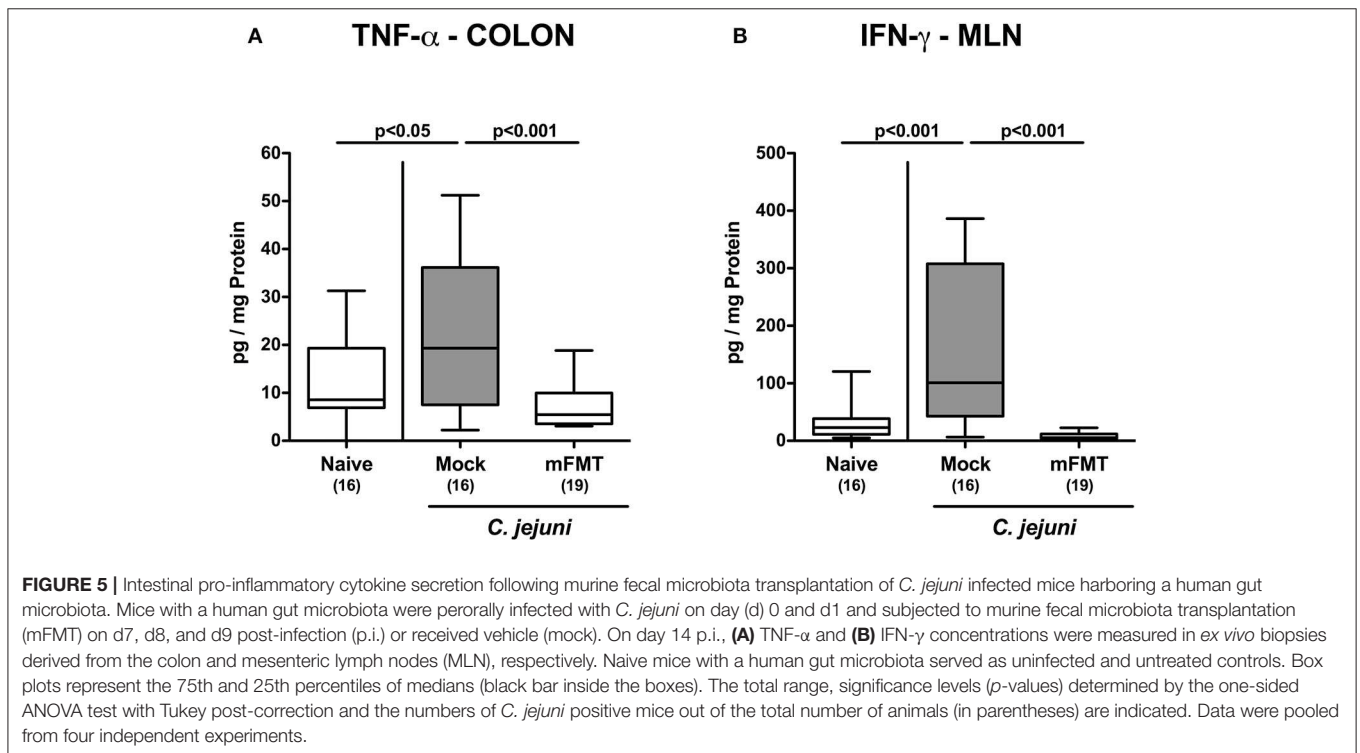 A TNF-α - COLON
p<0.05 p<0.001
pg / mg Protein
60
50
40
30
20
10
0
Naive Mock mFMT
(16) (16) (19)
C. jejuni
B IFN-γ - MLN
p<0.001 p<0.001
pg / mg Protein
500
400
300
200
100
0
Naive Mock mFMT
(16) (16) (19)
C. jejuni
FIGURE 5 | Intestinal pro-inflammatory cytokine secretion following murine fecal microbiota transplantation of C. jejuni infected mice harboring a human gut
microbiota. Mice with a human gut microbiota were perorally infected with C. jejuni on day (d) 0 and d1 and subjected to murine fecal microbiota transplantation
(mFMT) on d7, d8, and d9 post-infection (p.i.) or received vehicle (mock). On day 14 p.i., (A) TNF-α and (B) IFN-γ concentrations were measured in ex vivo biopsies
derived from the colon and mesenteric lymph nodes (MLN), respectively. Naive mice with a human gut microbiota served as uninfected and untreated controls. Box
plots represent the 75th and 25th percentiles of medians (black bar inside the boxes). The total range, significance levels (p-values) determined by the one-sided
ANOVA test with Tukey post-correction and the numbers of C. jejuni positive mice out of the total number of animals (in parentheses) are indicated. Data were pooled
from four independent experiments.